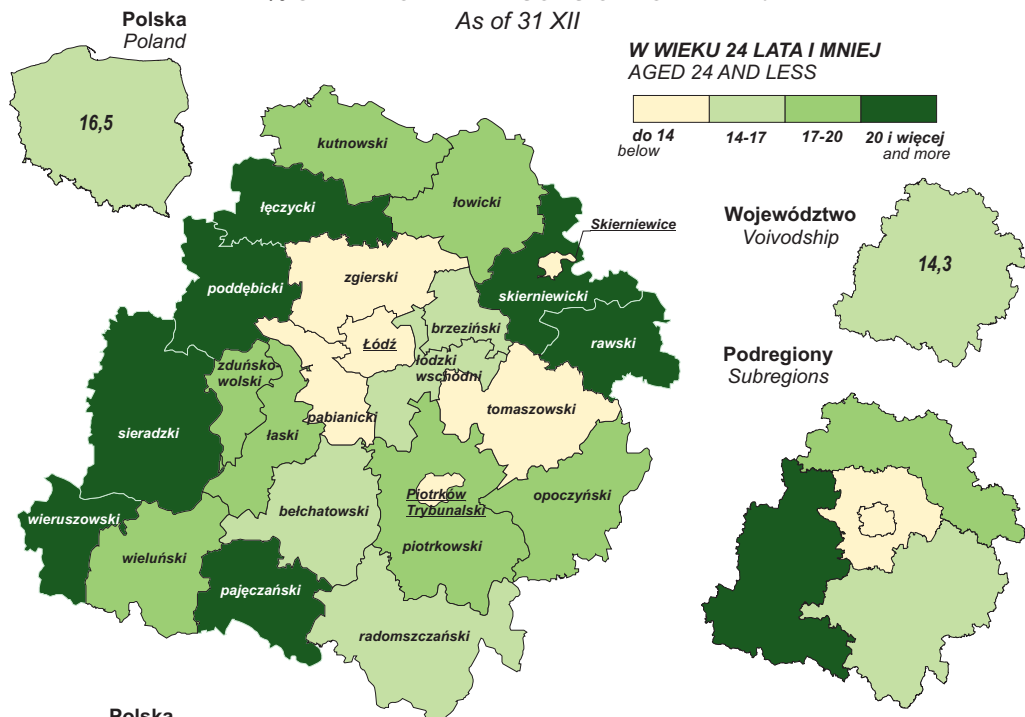 As of 31 XII
Polska
Poland
16,5
W WIEKU 24 LATA I MNIEJ
AGED 24 AND LESS
do 14
below
14-17
17-20
20 i więcej
and more
kutnowski
łęczycki
łowicki
Skierniewice
Województwo
Voivodship
14,3
zgierski
poddębicki
skierniewicki
brzeziński
Łódź
rawski
łódzki
wschodni
zduńsko-
wolski
Podregiony
Subregions
pabianicki
tomaszowski
sieradzki
łaski
Piotrków
Trybunalski
opoczyński
bełchatowski
wieruszowski
piotrkowski
wieluński
pajęczański
radomszczański
Polska